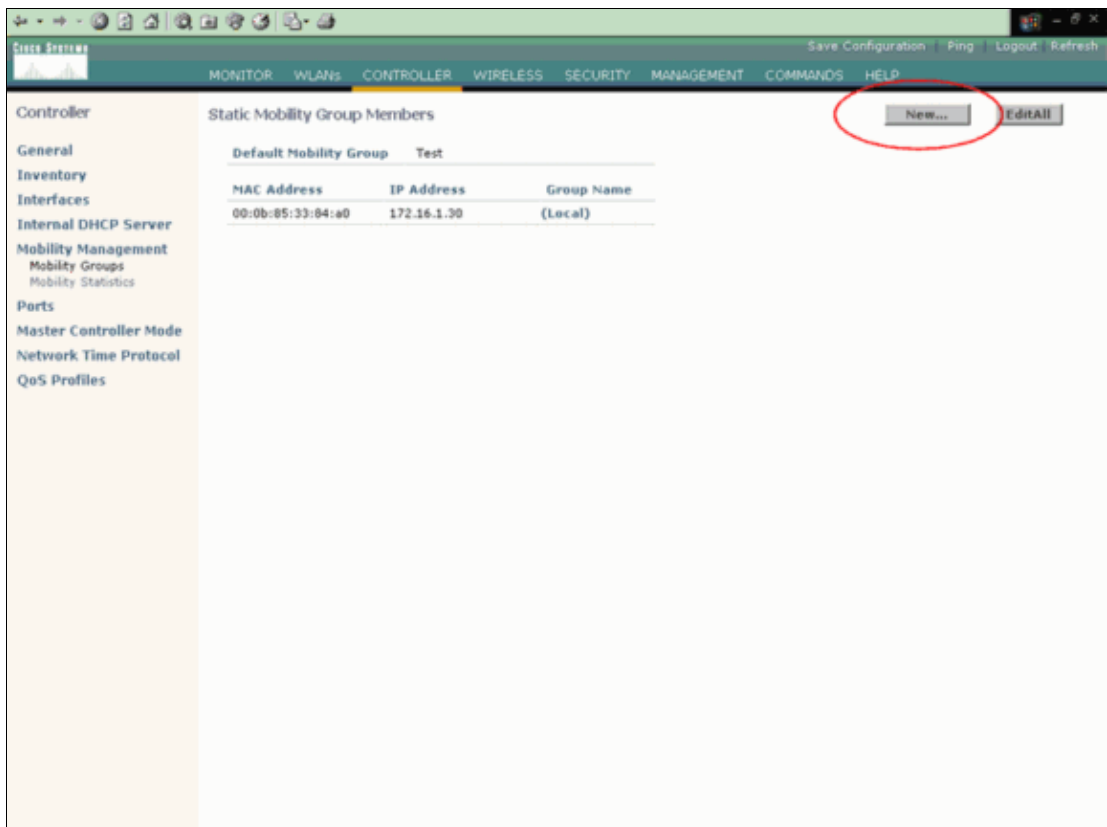 CISCO SYSTEMS
Save Configuration | Ping | Logout | Refresh
MONITOR WLANs CONTROLLER WIRELESS SECURITY MANAGEMENT COMMANDS HELP
Controller
General
Inventory
Interfaces
Internal DHCP Server
Mobility Management
Mobility Groups
Mobility Statistics
Ports
Master Controller Mode
Network Time Protocol
QoS Profiles
Static Mobility Group Members
New...
EditAll
Default Mobility Group Test
MAC Address IP Address Group Name
00:0b:85:33:84:a0 172.16.1.30 (Local)